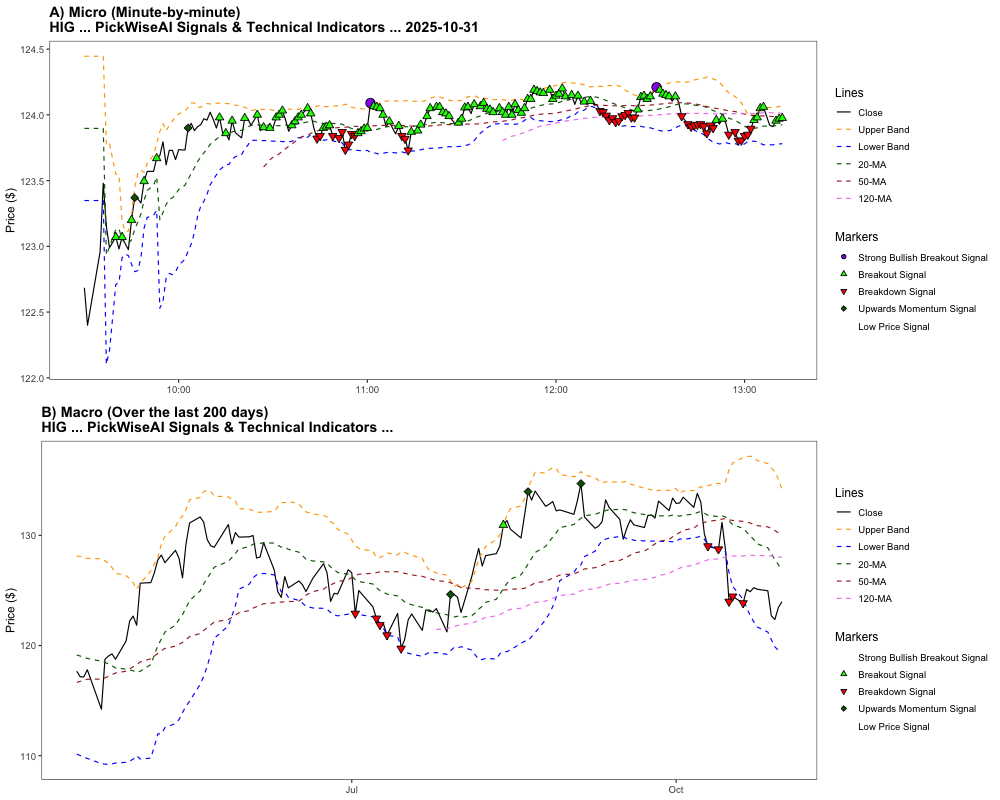 A) Micro (Minute-by-minute)
HIG ... PickWiseAI Signals & Technical Indicators ... 2025-10-31
Price ($)
124.5
124.0
123.5
123.0
122.5
122.0
10:00
11:00
12:00
13:00
Lines
Close
Upper Band
Lower Band
20-MA
50-MA
120-MA
Markers
Strong Bullish Breakout Signal
Breakout Signal
Breakdown Signal
Upwards Momentum Signal
Low Price Signal
B) Macro (Over the last 200 days)
HIG ... PickWiseAI Signals & Technical Indicators ...
Price ($)
130
120
110
Jul
Oct
Lines
Close
Upper Band
Lower Band
20-MA
50-MA
120-MA
Markers
Strong Bullish Breakout Signal
Breakout Signal
Breakdown Signal
Upwards Momentum Signal
Low Price Signal